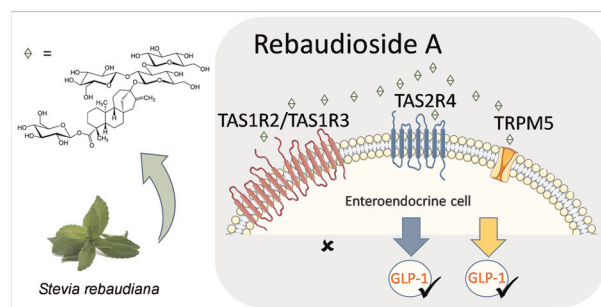 Rebaudioside A
=
TAS1R2/TAS1R3
TAS2R4
TRPM5
Enteroendocrine cell
GLP-1
GLP-1
Stevia rebaudiana